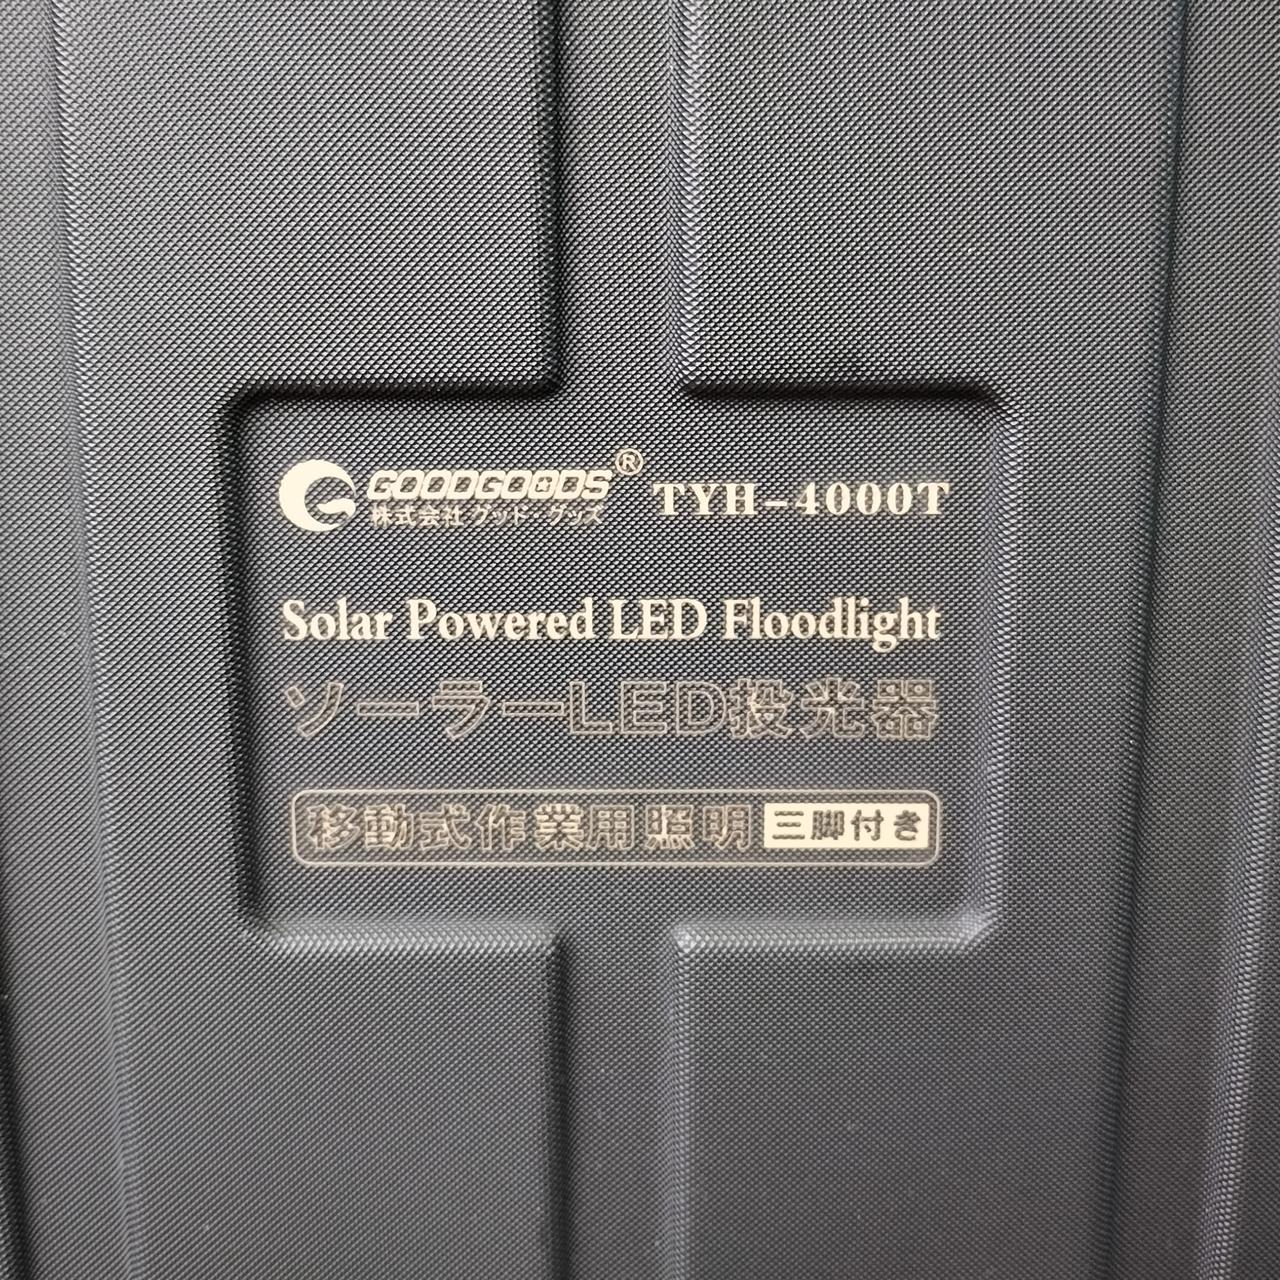 GOODGOODS® TYH-4000T
株式会社 グッド・グッズ
Solar Powered LED Floodlight
ソーラーLED投光器
移動式作業用照明 三脚付き